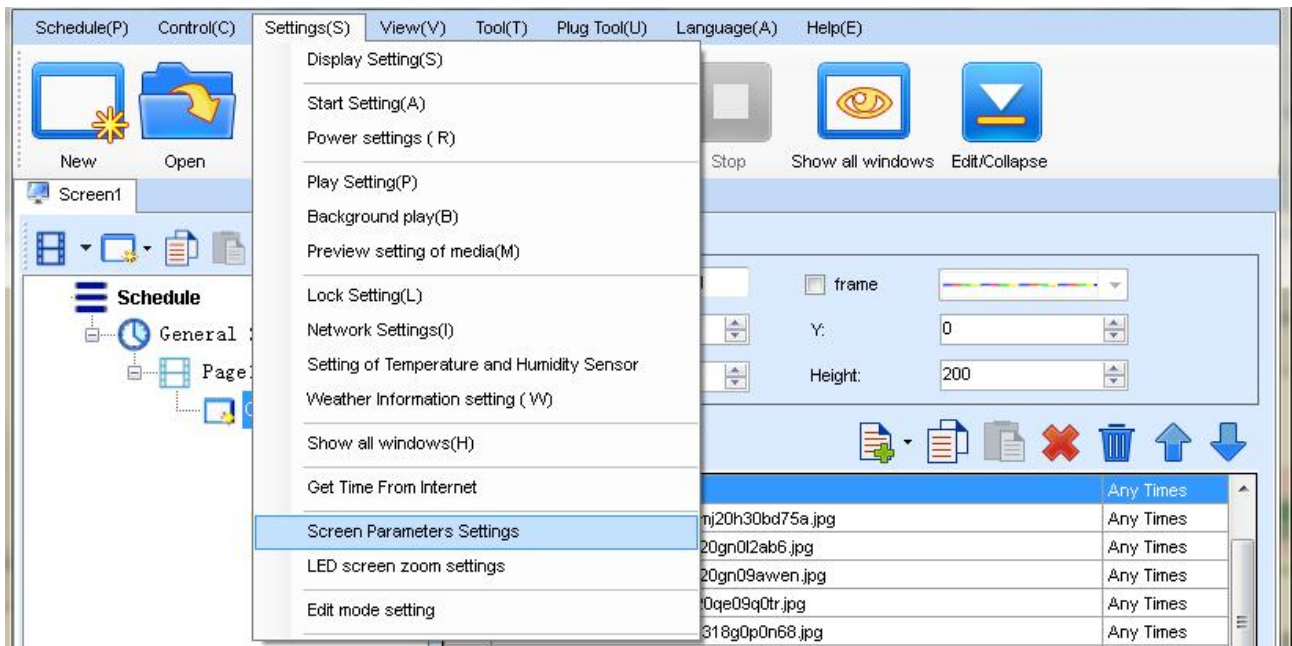 Schedule(P) Control(C) Settings(S) View(V) Tool(T) Plug Tool(U) Language(A) Help(E)
New Open Stop Show all windows Edit/Collapse
Screen1
Display Setting(S)
Start Setting(A)
Power settings ( R)
Play Setting(P)
Background play(B)
Preview setting of media(M)
Lock Setting(L)
Network Settings(I)
Setting of Temperature and Humidity Sensor
Weather Information setting ( W)
Show all windows(H)
Get Time From Internet
Screen Parameters Settings
LED screen zoom settings
Edit mode setting
Schedule
General
Page
frame
Y: 0
Height: 200
Any Times
mj20h30bd75a.jpg Any Times
20gn0l2ab6.jpg Any Times
20gn09awen.jpg Any Times
0qe09q0tr.jpg Any Times
318g0p0n68.jpg Any Times